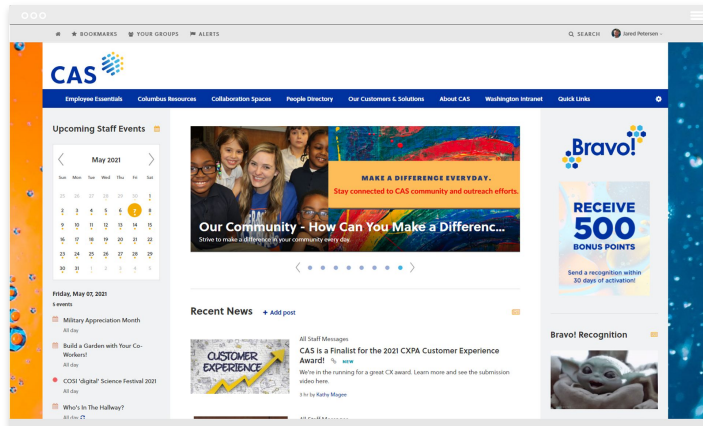 BOOKMARKS YOUR GROUPS ALERTS SEARCH Jared Petersen
CAS
Employee Essentials Columbus Resources Collaboration Spaces People Directory Our Customers & Solutions About CAS Washington Intranet Quick Links
Upcoming Staff Events
May 2021
Sun Mon Tue Wed Thu Fri Sat
25 26 27 28 29 30 1
2 3 4 5 6 7 8
9 10 11 12 13 14 15
16 17 18 19 20 21 22
23 24 25 26 27 28 29
30 31 1 2 3 4 5
Friday, May 07, 2021
5 events
Military Appreciation Month
All day
Build a Garden with Your Co-
Workers!
All day
COSI 'digital' Science Festival 2021
All day
Who's In The Hallway?
All day
MAKE A DIFFERENCE EVERYDAY.
Stay connected to CAS community and outreach efforts.
Our Community - How Can You Make a Differenc...
Strive to make a difference in your community every day.
Recent News + Add post
CUSTOMER
EXPERIENCE
All Staff Messages
CAS is a Finalist for the 2021 CXPA Customer Experience
Award! NEW
We're in the running for a great CX award. Learn more and see the submission
video here.
3 hr by Kathy Magee
All Staff Messages
Bravo!
RECEIVE
500
BONUS POINTS
Send a recognition within
30 days of activation!
Bravo! Recognition